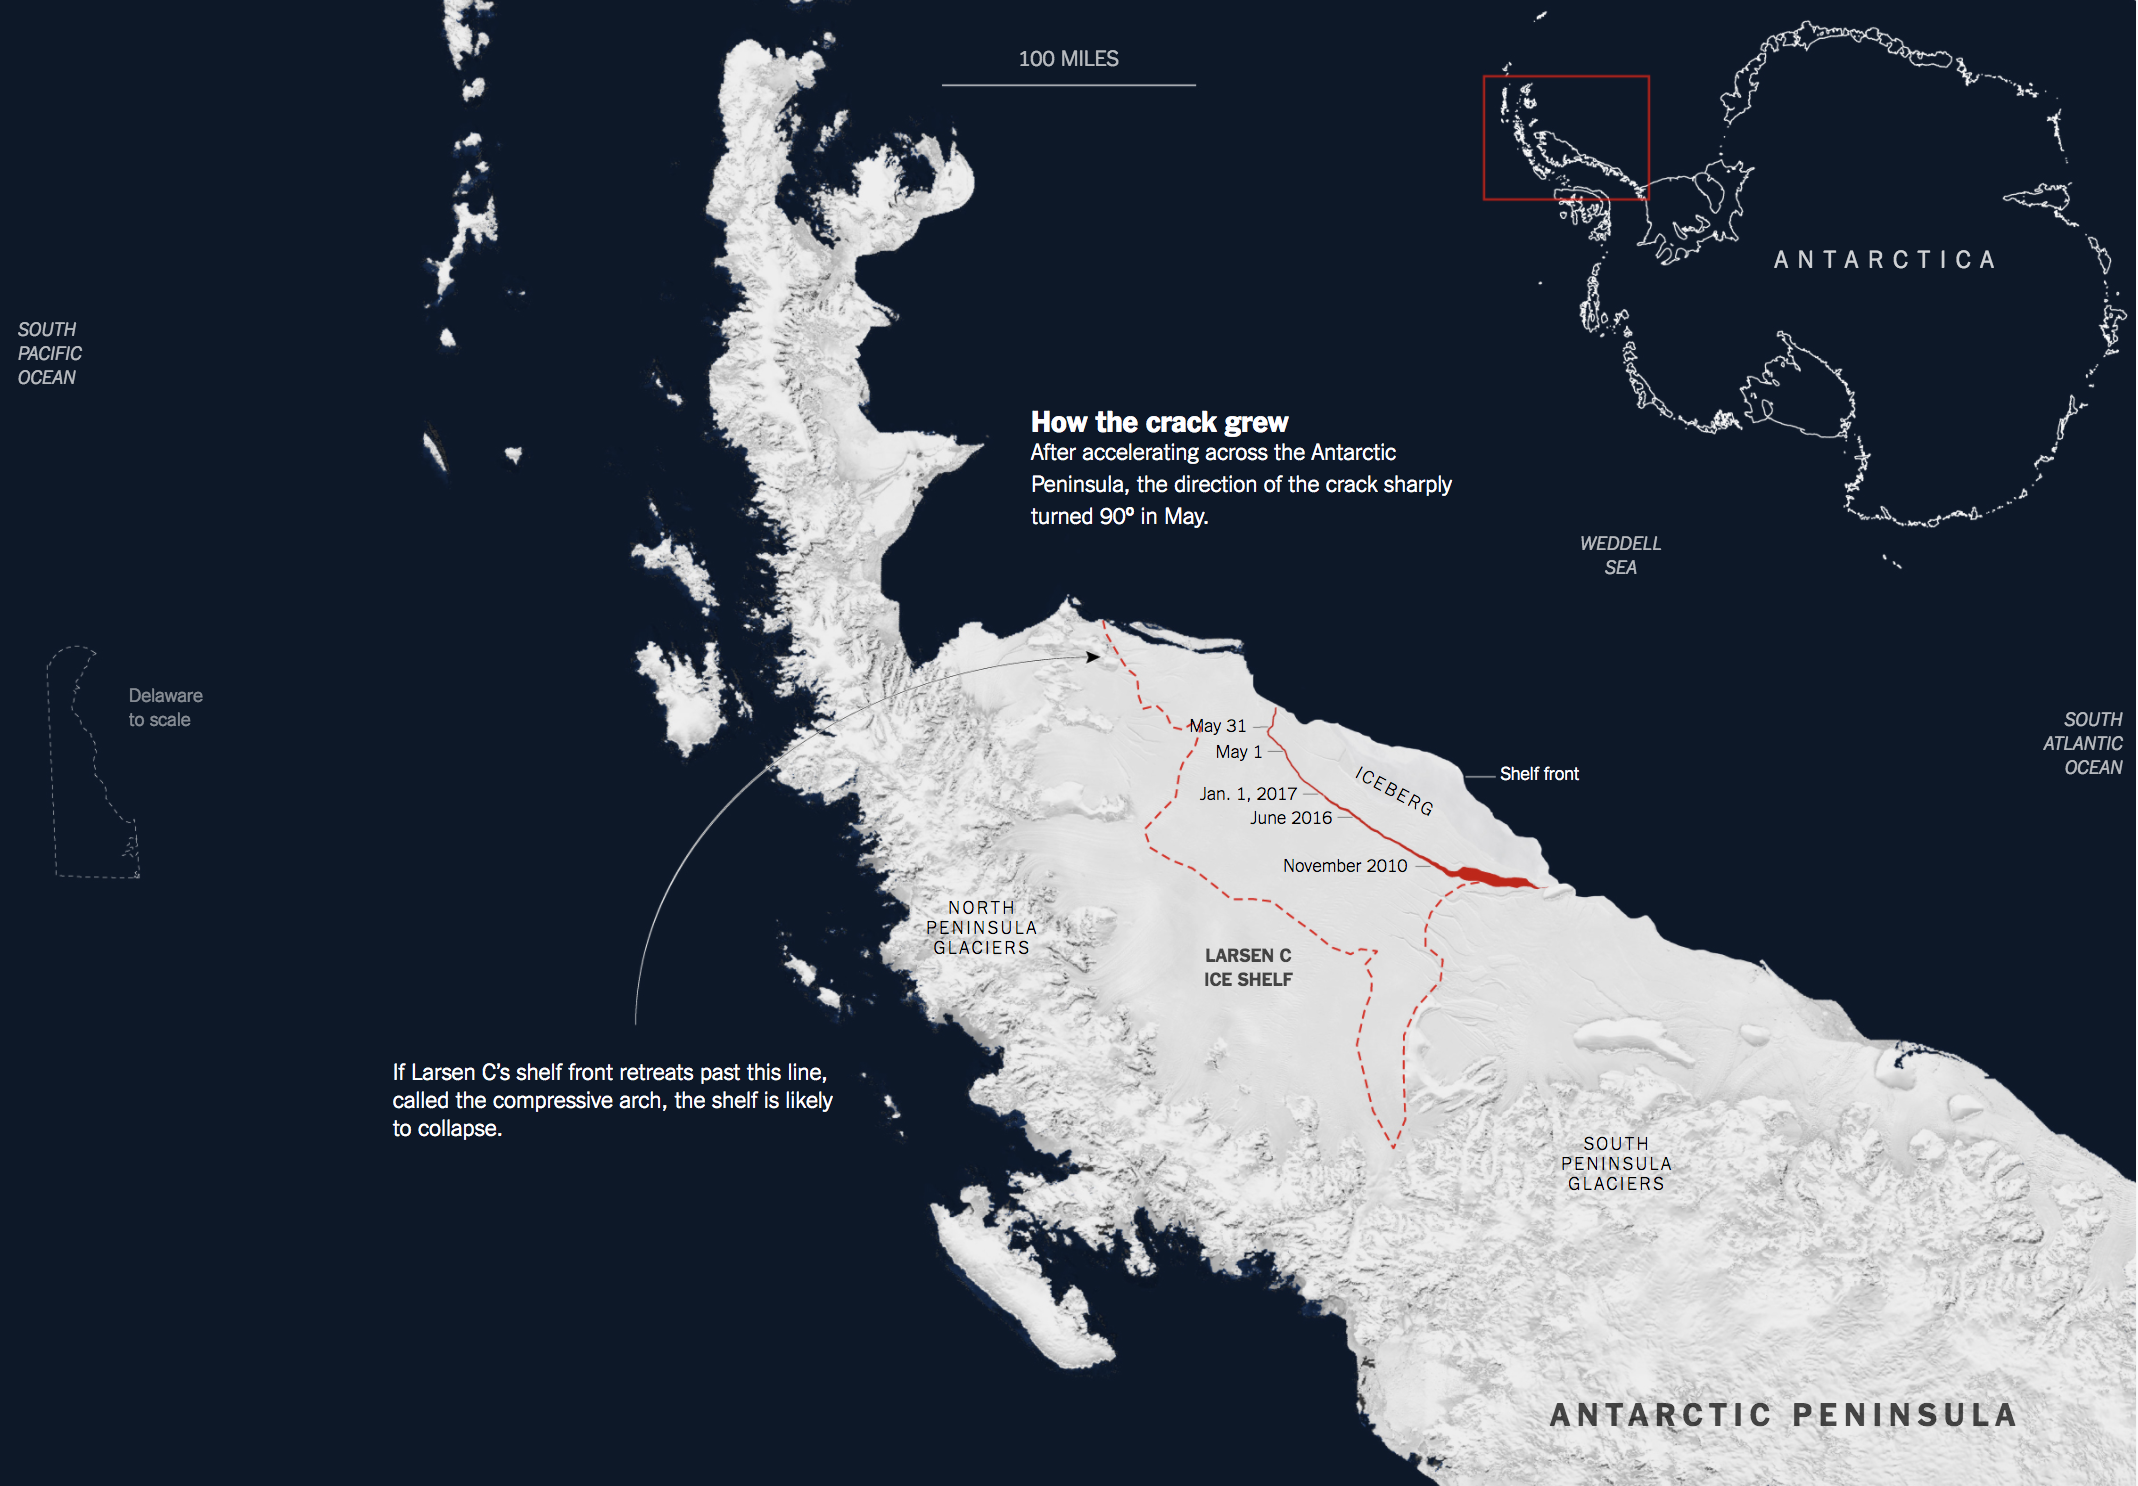 100 MILES
ANTARCTICA
SOUTH
PACIFIC
OCEAN
How the crack grew
After accelerating across the Antarctic
Peninsula, the direction of the crack sharply
turned 90º in May.
WEDDELL
SEA
Delaware
to scale
SOUTH
ATLANTIC
OCEAN
May 31
May 1
Jan. 1, 2017
June 2016
November 2010
ICEBERG
Shelf front
NORTH
PENINSULA
GLACIERS
LARSEN C
ICE SHELF
If Larsen C’s shelf front retreats past this line,
called the compressive arch, the shelf is likely
to collapse.
SOUTH
PENINSULA
GLACIERS
ANTARCTIC PENINSULA